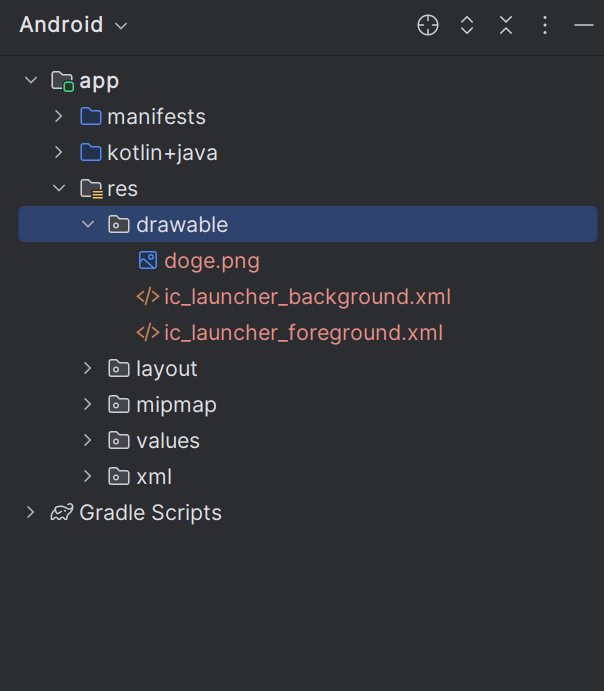 Android
app
manifests
kotlin+java
res
drawable
doge.png
ic_launcher_background.xml
ic_launcher_foreground.xml
layout
mipmap
values
xml
Gradle Scripts